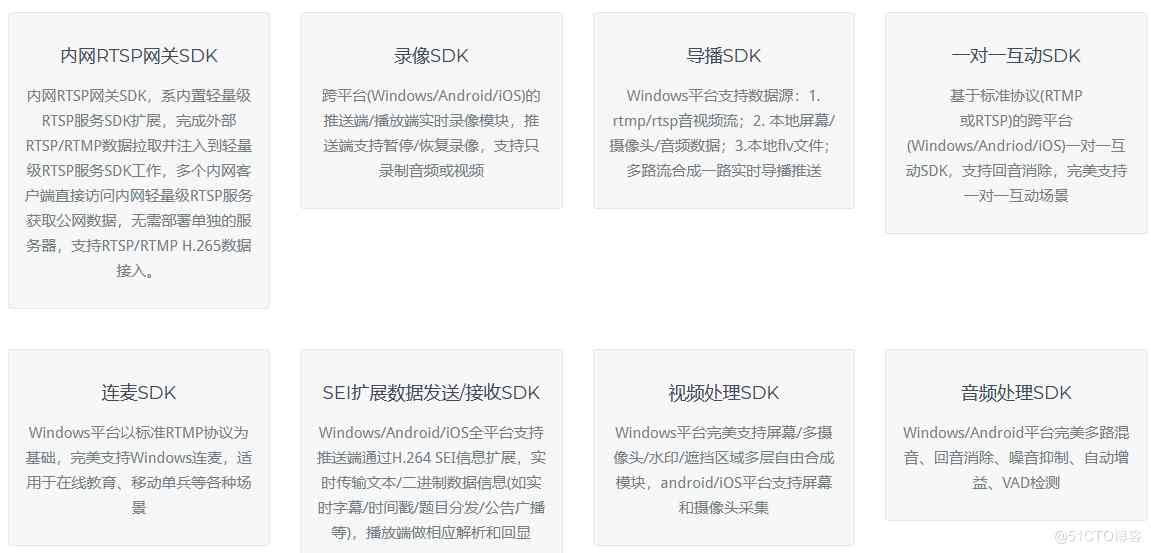 内网RTSP网关SDK
内网RTSP网关SDK，系内置轻量级
RTSP服务SDK扩展，完成外部
RTSP/RTMP数据拉取并注入到轻量
级RTSP服务SDK工作，多个内网客
户端直接访问内网轻量级RTSP服务
获取公网数据，无需部署单独的服
务器，支持RTSP/RTMP H.265数据
接入。
录像SDK
跨平台(Windows/Android/iOS)的
推送端/播放端实时录像模块，推
送端支持暂停/恢复录像，支持只
录制音频或视频
导播SDK
Windows平台支持数据源：1.
rtmp/rtsp音视频流；2. 本地屏幕/
摄像头/音频数据；3.本地flv文件；
多路流合成一路实时导播推送
一对一互动SDK
基于标准协议(RTMP
或RTSP)的跨平台
(Windows/Andriod/iOS)一对一互
动SDK，支持回音消除，完美支持
一对一互动场景
连麦SDK
Windows平台以标准RTMP协议为
基础，完美支持Windows连麦，适
用于在线教育、移动单兵等各种场
景
SEI扩展数据发送/接收SDK
Windows/Android/iOS全平台支持
推送端通过H.264 SEI信息扩展，实
时传输文本/二进制数据信息(如实
时字幕/时间戳/题目分发/公告广播
等)，播放端做相应解析和回显
视频处理SDK
Windows平台完美支持屏幕/多摄
像头/水印/遮挡区域多层自由合成
模块，android/iOS平台支持屏幕
和摄像头采集
音频处理SDK
Windows/Android平台完美多路混
音、回音消除、噪音抑制、自动增
益、VAD检测
@51CTO博客